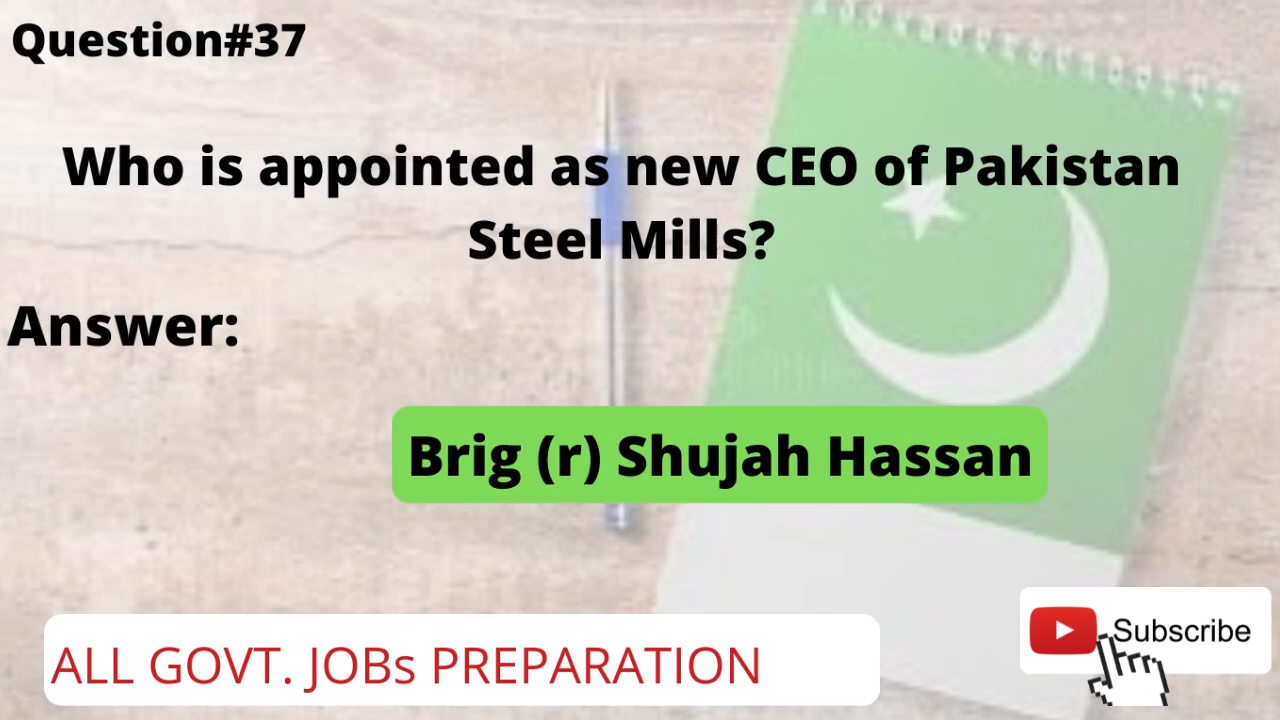 Question#37
Who is appointed as new CEO of Pakistan
Steel Mills?
Answer:
Brig (r) Shujah Hassan
ALL GOVT. JOBs PREPARATION
Subscribe